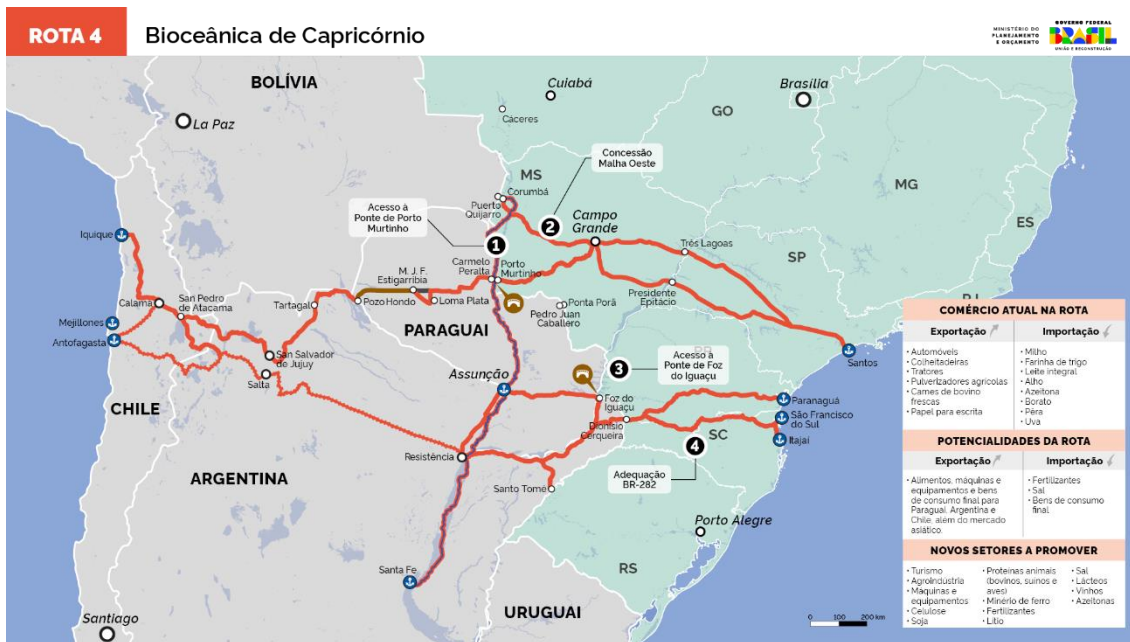 ROTA 4
Bioceânica de Capricórnio
MINISTÉRIO DO
PLANEJAMENTO
E ORÇAMENTO
GOVERNO FEDERAL
BRASIL
UNIÃO E RECONSTRUÇÃO
BOLÍVIA
La Paz
Cuiabá
Cáceres
Brasília
GO
MG
ES
MS
SP
Concessão
Malha Oeste
Acesso à
Ponte de Porto
Murtinho
Puerto
Quijarro
Corumbá
1
2
Campo
Grande
Três Lagoas
Iquique
Calama
San Pedro
de Atacama
Mejillones
Antofagasta
Tartagal
Pozo Hondo
M. J. F.
Estigarribia
Loma Plata
Carmelo
Peralta
Porto
Murtinho
Ponta Porã
Pedro Juan
Caballero
Presidente
Epitácio
PARAGUAI
San Salvador
de Jujuy
Salta
Assunção
3
Acesso à
Ponte de Foz
do Iguaçu
Santos
Foz do
Iguaçu
Paranaguá
São Francisco
do Sul
Itajaí
Dionísio
Cerqueira
SC
4
CHILE
ARGENTINA
Resistência
Santo Tomé
Adequação
BR-282
Porto Alegre
RS
Santa Fe
URUGUAI
Santiago
0 100 200 km
COMÉRCIO ATUAL NA ROTA
Exportação
• Automóveis
• Colheitadeiras
• Tratores
• Pulverizadores agrícolas
• Carnes de bovino
frescas
• Papel para escrita
Importação
• Milho
• Farinha de trigo
• Leite integral
• Alho
• Azeitona
• Borato
• Pêra
• Uva
POTENCIALIDADES DA ROTA
Exportação
• Alimentos, máquinas e
equipamentos e bens
de consumo final para
Paraguai, Argentina e
Chile, além do mercado
asiático.
Importação
• Fertilizantes
• Sal
• Bens de consumo
final
NOVOS SETORES A PROMOVER
• Turismo
• Agroindústria
• Máquinas e
equipamentos
• Celulose
• Soja
• Proteínas animais
(bovinos, suínos e
aves)
• Minério de ferro
• Fertilizantes
• Lítio
• Sal
• Lácteos
• Vinhos
• Azeitonas